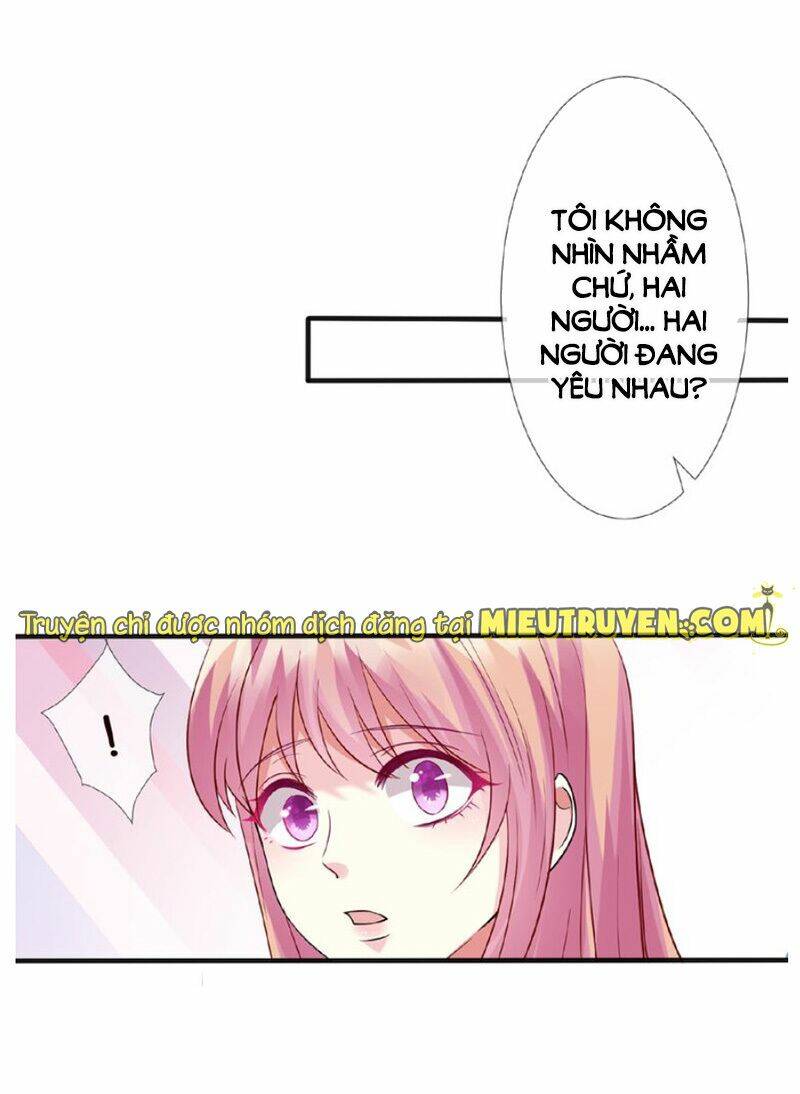 TÔI KHÔNG
NHÌN NHẦM
CHỨ, HAI
NGƯỜI... HAI
NGƯỜI ĐANG
YÊU NHAU?
Truyện chỉ được nhóm dịch đăng tại MIEUTRUYEN.COM
!